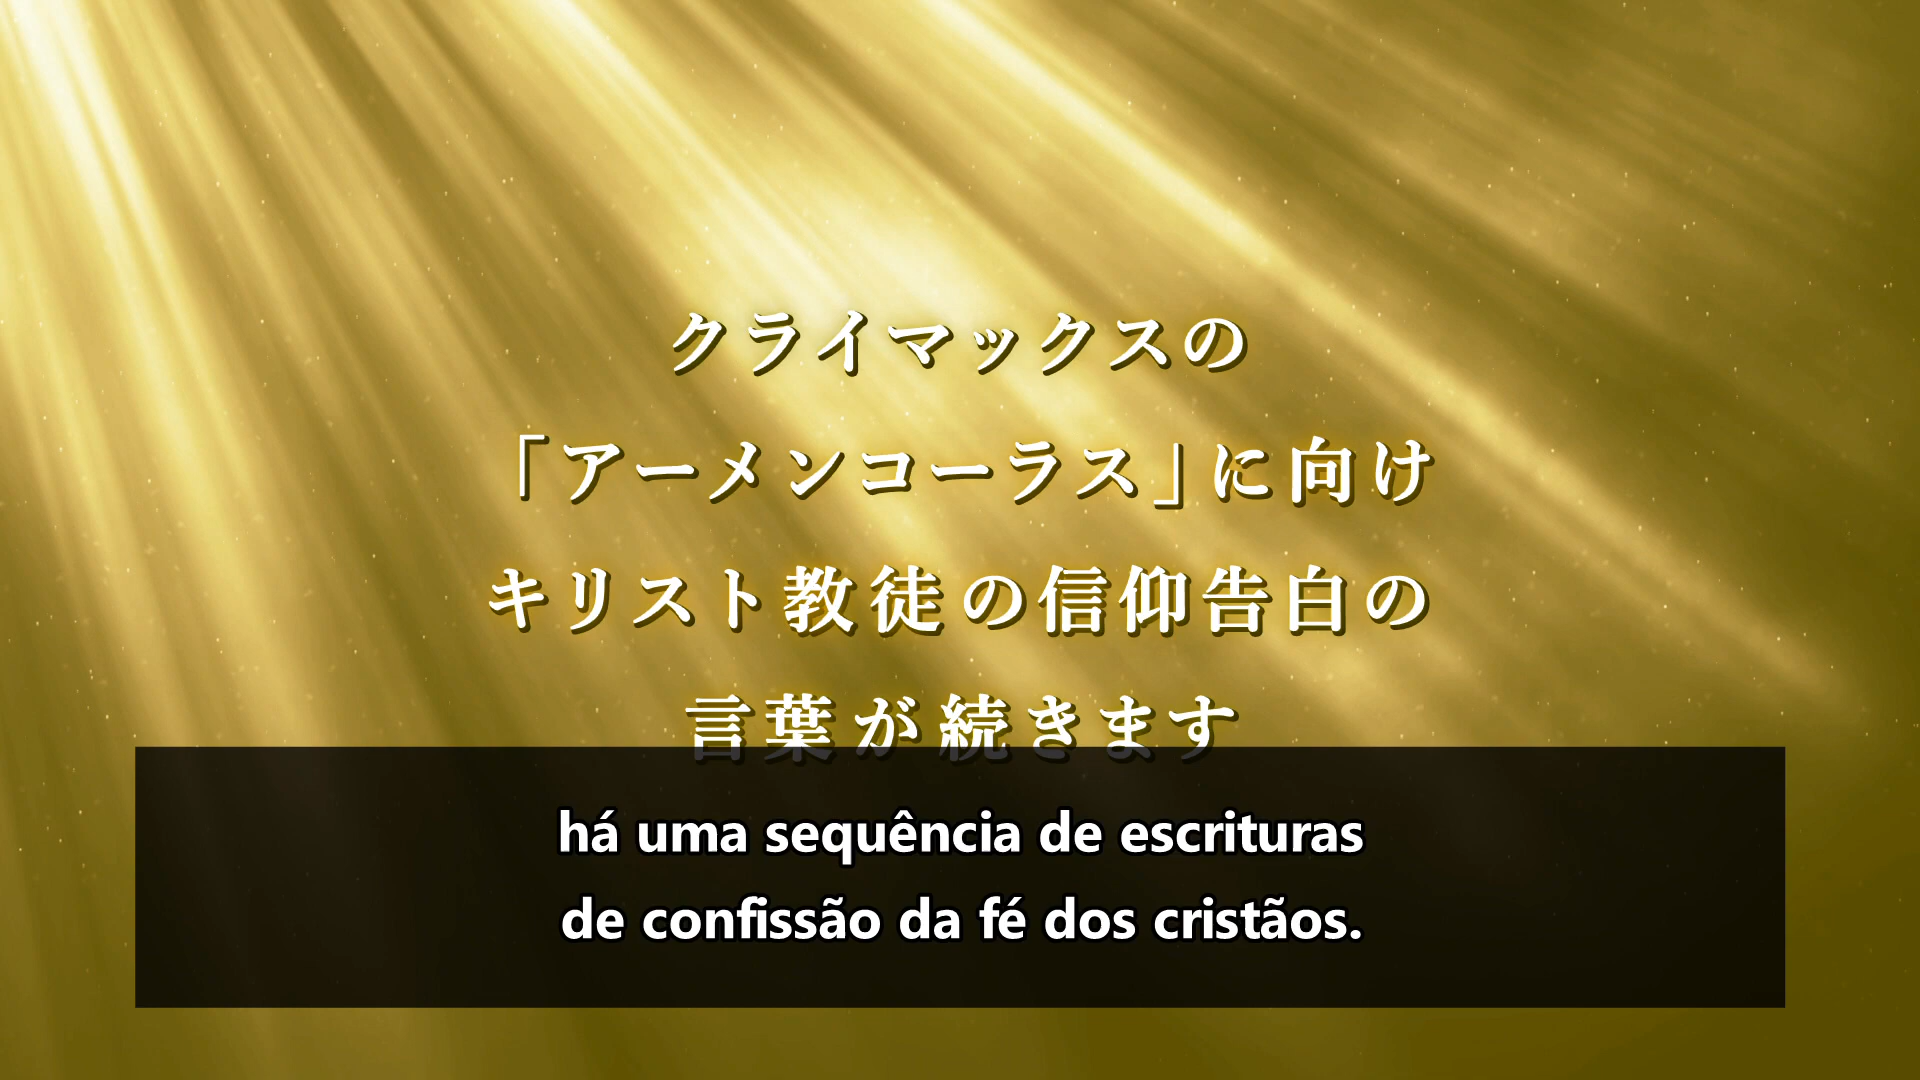 クライマックスの
「アーメンコーラス」に向け
キリスト教徒の信仰告白の
言葉が続きます
há uma sequência de escrituras
de confissão da fé dos cristãos.